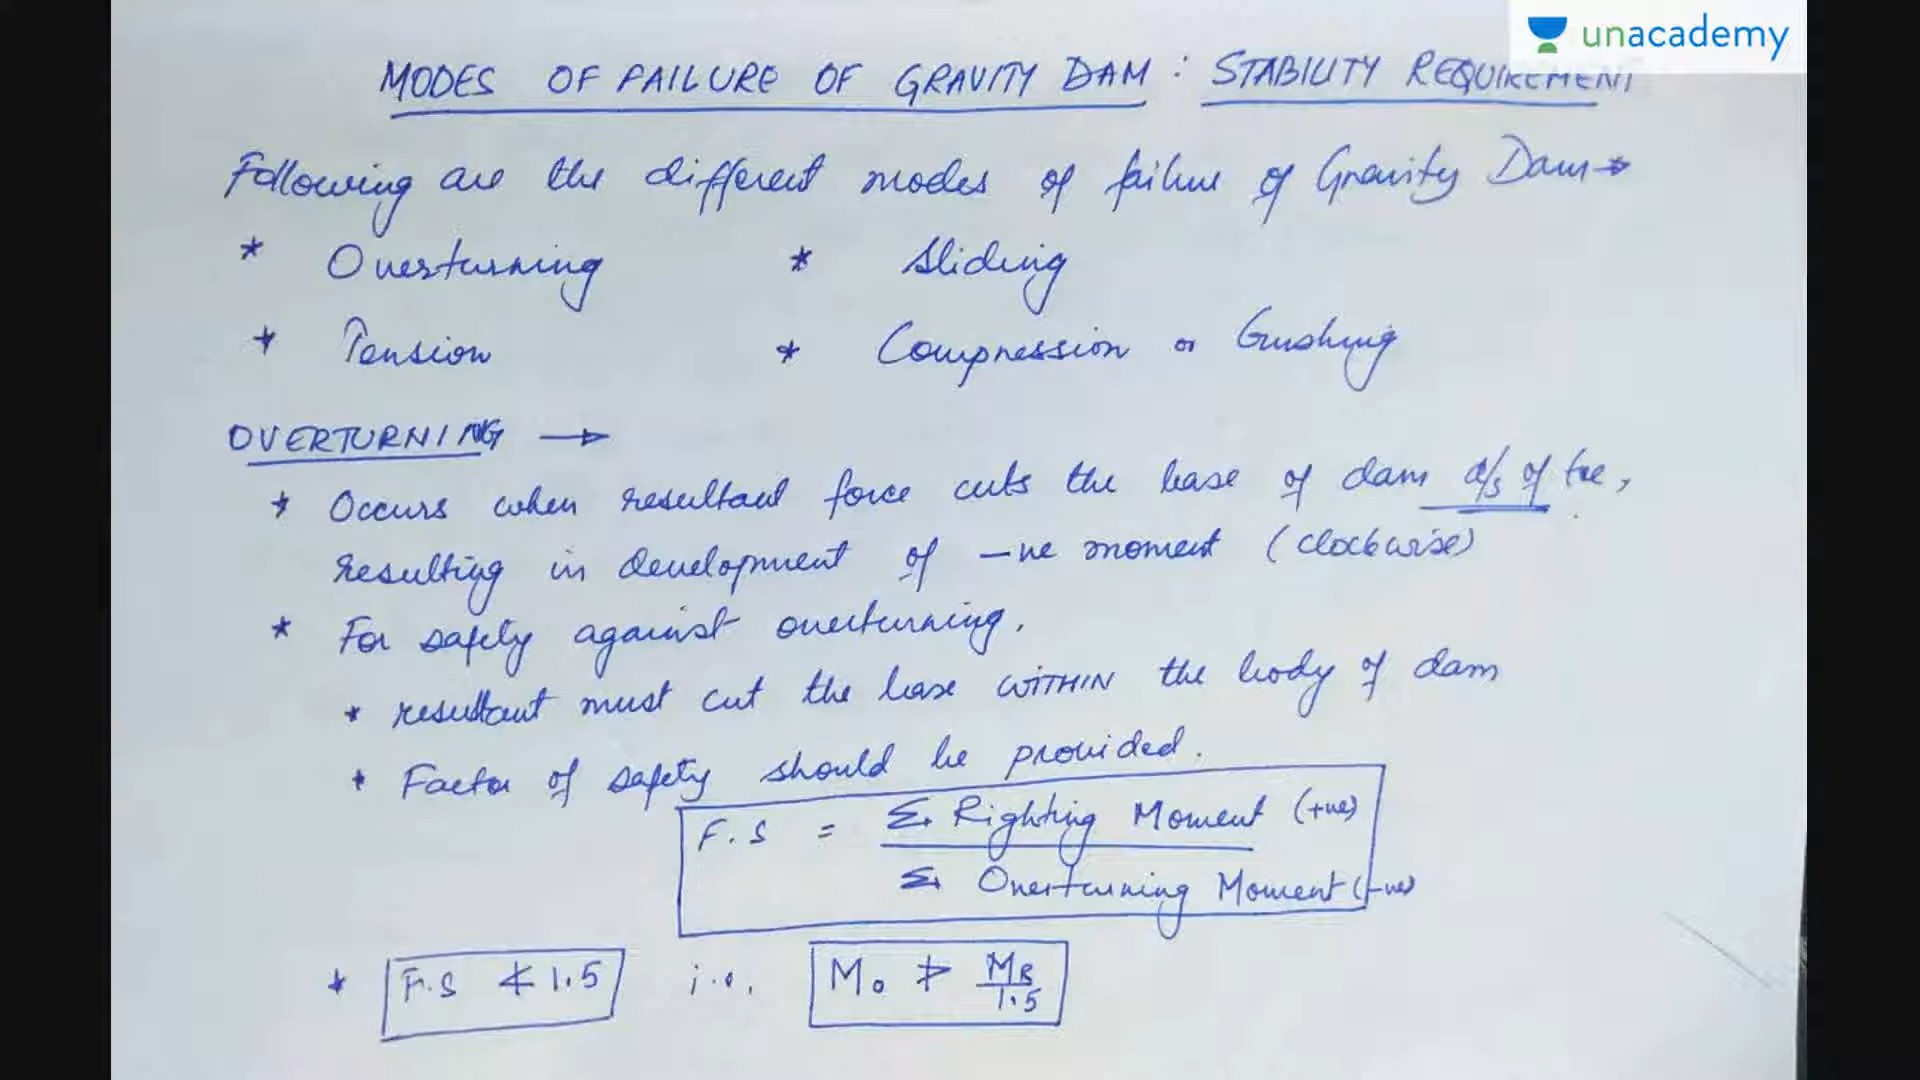 unacademy
MODES OF FAILURE OF GRAVITY DAM : STABILITY REQUIREMENT
Following are the different modes of failure of Gravity Dam →
* Overturning * Sliding
* Tension * Compression or Crushing
OVERTURNING →
* Occurs when resultant force cuts the base of dam d/s of toe,
resulting in development of -ve moment (clockwise)
* For safety against overturning,
* resultant must cut the base WITHIN the body of dam
* Factor of safety should be provided.
F.S = Σ Righting Moment (+ve)
Σ Overturning Moment (-ve)
* F.S ≮ 1.5 i.e. Mo ≯ MR/1.5